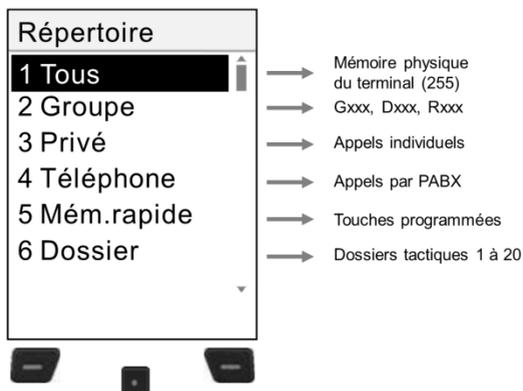 Répertoire
1 Tous
Mémoire physique
du terminal (255)
2 Groupe
Gxxx, Dxxx, Rxxx
3 Privé
Appels individuels
4 Téléphone
Appels par PABX
5 Mém.rapide
Touches programmées
6 Dossier
Dossiers tactiques 1 à 20